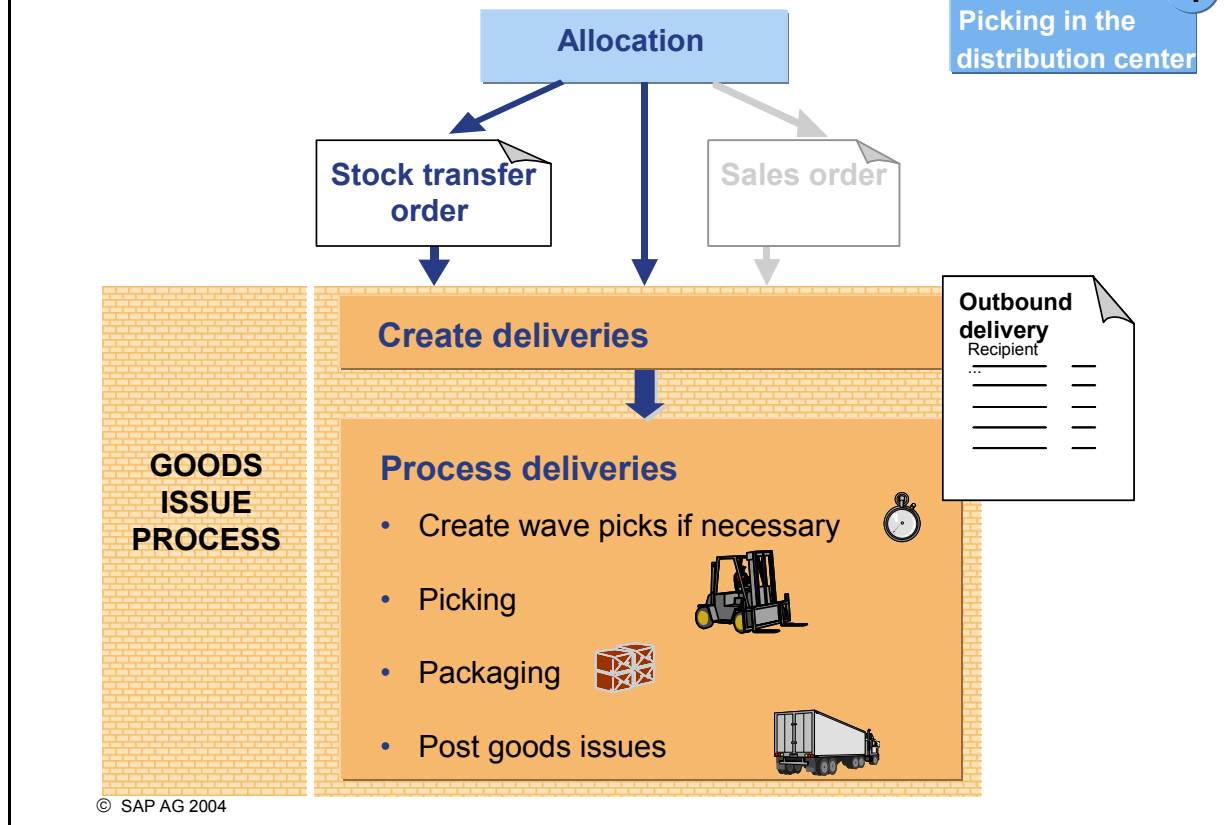 Picking in the
distribution center
Allocation
Stock transfer
order
Sales order
Create deliveries
Outbound
delivery
Recipient
...
GOODS
ISSUE
PROCESS
Process deliveries
• Create wave picks if necessary
• Picking
• Packaging
• Post goods issues
© SAP AG 2004